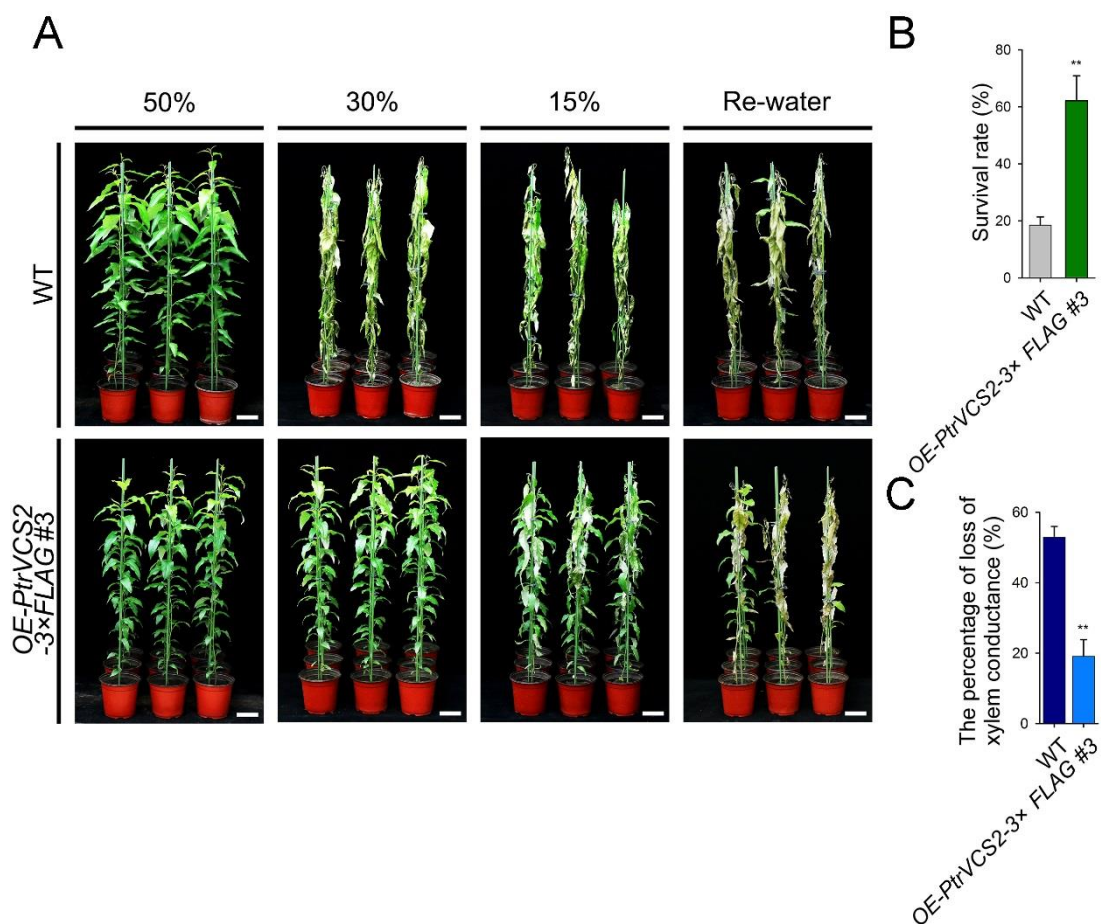 A
50%
30%
15%
Re-water
WT
OE-PtrVCS2
-3×FLAG #3
B
Survival rate (%)
80
60
40
20
0
**
WT
OE-PtrVCS2-3× FLAG #3
C
The percentage of loss of
xylem conductance (%)
60
40
20
0
**
WT
OE-PtrVCS2-3× FLAG #3